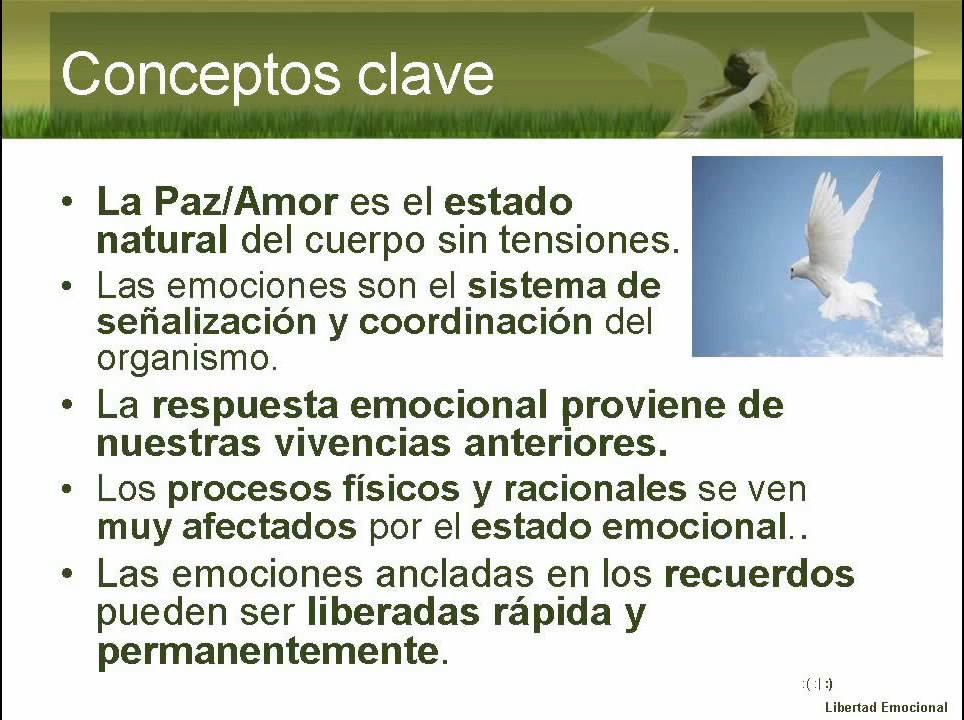 Conceptos clave
• La Paz/Amor es el estado
natural del cuerpo sin tensiones.
• Las emociones son el sistema de
señalización y coordinación del
organismo.
• La respuesta emocional proviene de
nuestras vivencias anteriores.
• Los procesos físicos y racionales se ven
muy afectados por el estado emocional..
• Las emociones ancladas en los recuerdos
pueden ser liberadas rápida y
permanentemente.
:( :| :)
Libertad Emocional